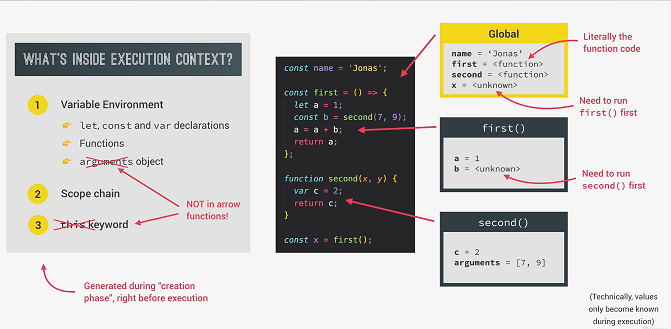 WHAT'S INSIDE EXECUTION CONTEXT?
1 Variable Environment
👉 let, const and var declarations
👉 Functions
👉 arguments object
2 Scope chain
3 this keyword
NOT in arrow
functions!
Generated during "creation
phase", right before execution
const name = 'Jonas';
const first = () => {
let a = 1;
const b = second(7, 9);
a = a + b;
return a;
};
function second(x, y) {
var c = 2;
return c;
}
const x = first();
Global
name = 'Jonas'
first = <function>
second = <function>
x = <unknown>
Literally the
function code
Need to run
first() first
first()
a = 1
b = <unknown>
Need to run
second() first
second()
c = 2
arguments = [7, 9]
(Technically, values
only become known
during execution)